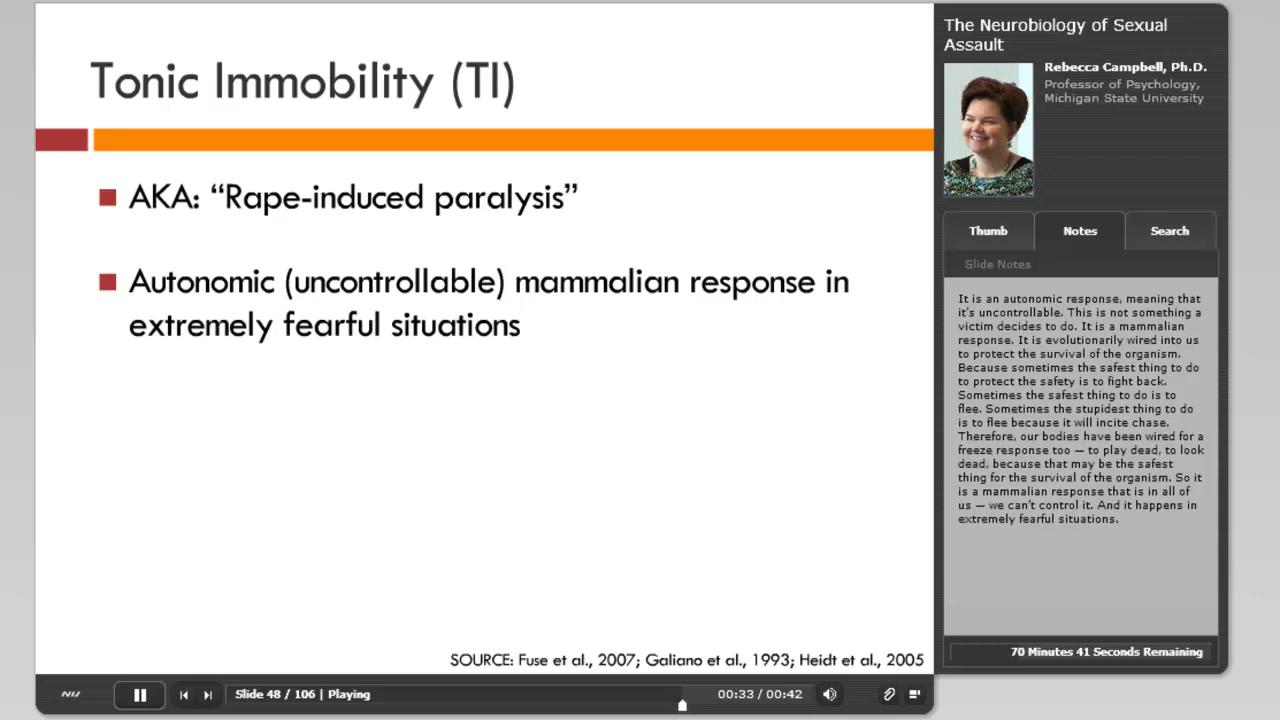 Tonic Immobility (TI)
AKA: “Rape-induced paralysis”
Autonomic (uncontrollable) mammalian response in
extremely fearful situations
SOURCE: Fuse et al., 2007; Galiano et al., 1993; Heidt et al., 2005
The Neurobiology of Sexual
Assault
Rebecca Campbell, Ph.D.
Professor of Psychology,
Michigan State University
Thumb Notes Search
Slide Notes
It is an autonomic response, meaning that
it’s uncontrollable. This is not something a
victim decides to do. It is a mammalian
response. It is evolutionarily wired into us
to protect the survival of the organism.
Because sometimes the safest thing to do
to protect the safety is to fight back.
Sometimes the safest thing to do is to
flee. Sometimes the stupidest thing to do
is to flee because it will incite chase.
Therefore, our bodies have been wired for a
freeze response too — to play dead, to look
dead, because that may be the safest
thing for the survival of the organism. So it
is a mammalian response that is in all of
us — we can’t control it. And it happens in
extremely fearful situations.
70 Minutes 41 Seconds Remaining
NIJ Slide 48 / 106 | Playing 00:33 / 00:42